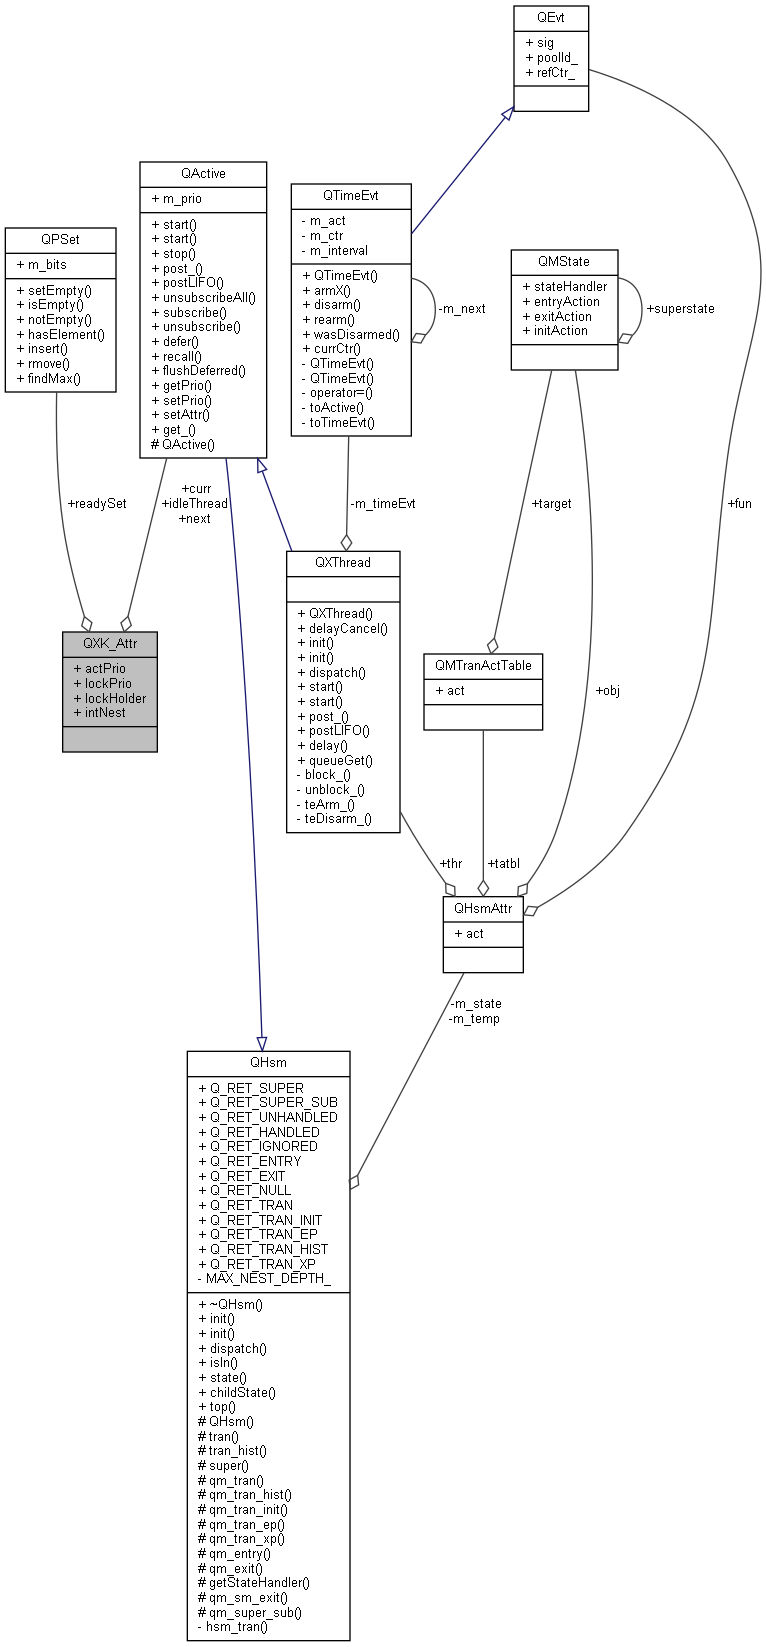 QEvt
+ sig
+ poolId_
+ refCtr_
QActive
+ m_prio
+ start()
+ start()
+ stop()
+ post_()
+ postLIFO()
+ unsubscribeAll()
+ subscribe()
+ unsubscribe()
+ defer()
+ recall()
+ flushDeferred()
+ getPrio()
+ setPrio()
+ setAttr()
+ get_()
# QActive()
QTimeEvt
- m_act
- m_ctr
- m_interval
+ QTimeEvt()
+ armX()
+ disarm()
+ rearm()
+ wasDisarmed()
+ currCtr()
- QTimeEvt()
- QTimeEvt()
- operator=()
- toActive()
- toTimeEvt()
-m_next
QPSet
+ m_bits
+ setEmpty()
+ isEmpty()
+ notEmpty()
+ hasElement()
+ insert()
+ rmove()
+ findMax()
QMState
+ stateHandler
+ entryAction
+ exitAction
+ initAction
+superstate
+readySet
+curr
+idleThread
+next
-m_timeEvt
+target
+fun
QXThread
+ QXThread()
+ delayCancel()
+ init()
+ init()
+ dispatch()
+ start()
+ start()
+ post_()
+ postLIFO()
+ delay()
+ queueGet()
- block_()
- unblock_()
- teArm_()
- teDisarm_()
QXK_Attr
+ actPrio
+ lockPrio
+ lockHolder
+ intNest
QMTranActTable
+ act
+obj
+thr
+tatbl
QHsmAttr
+ act
-m_state
-m_temp
QHsm
+ Q_RET_SUPER
+ Q_RET_SUPER_SUB
+ Q_RET_UNHANDLED
+ Q_RET_HANDLED
+ Q_RET_IGNORED
+ Q_RET_ENTRY
+ Q_RET_EXIT
+ Q_RET_NULL
+ Q_RET_TRAN
+ Q_RET_TRAN_INIT
+ Q_RET_TRAN_EP
+ Q_RET_TRAN_HIST
+ Q_RET_TRAN_XP
- MAX_NEST_DEPTH_
+ ~QHsm()
+ init()
+ init()
+ dispatch()
+ isIn()
+ state()
+ childState()
+ top()
# QHsm()
# tran()
# tran_hist()
# super()
# qm_tran()
# qm_tran_hist()
# qm_tran_init()
# qm_tran_ep()
# qm_tran_xp()
# qm_entry()
# qm_exit()
# getStateHandler()
# qm_sm_exit()
# qm_super_sub()
- hsm_tran()